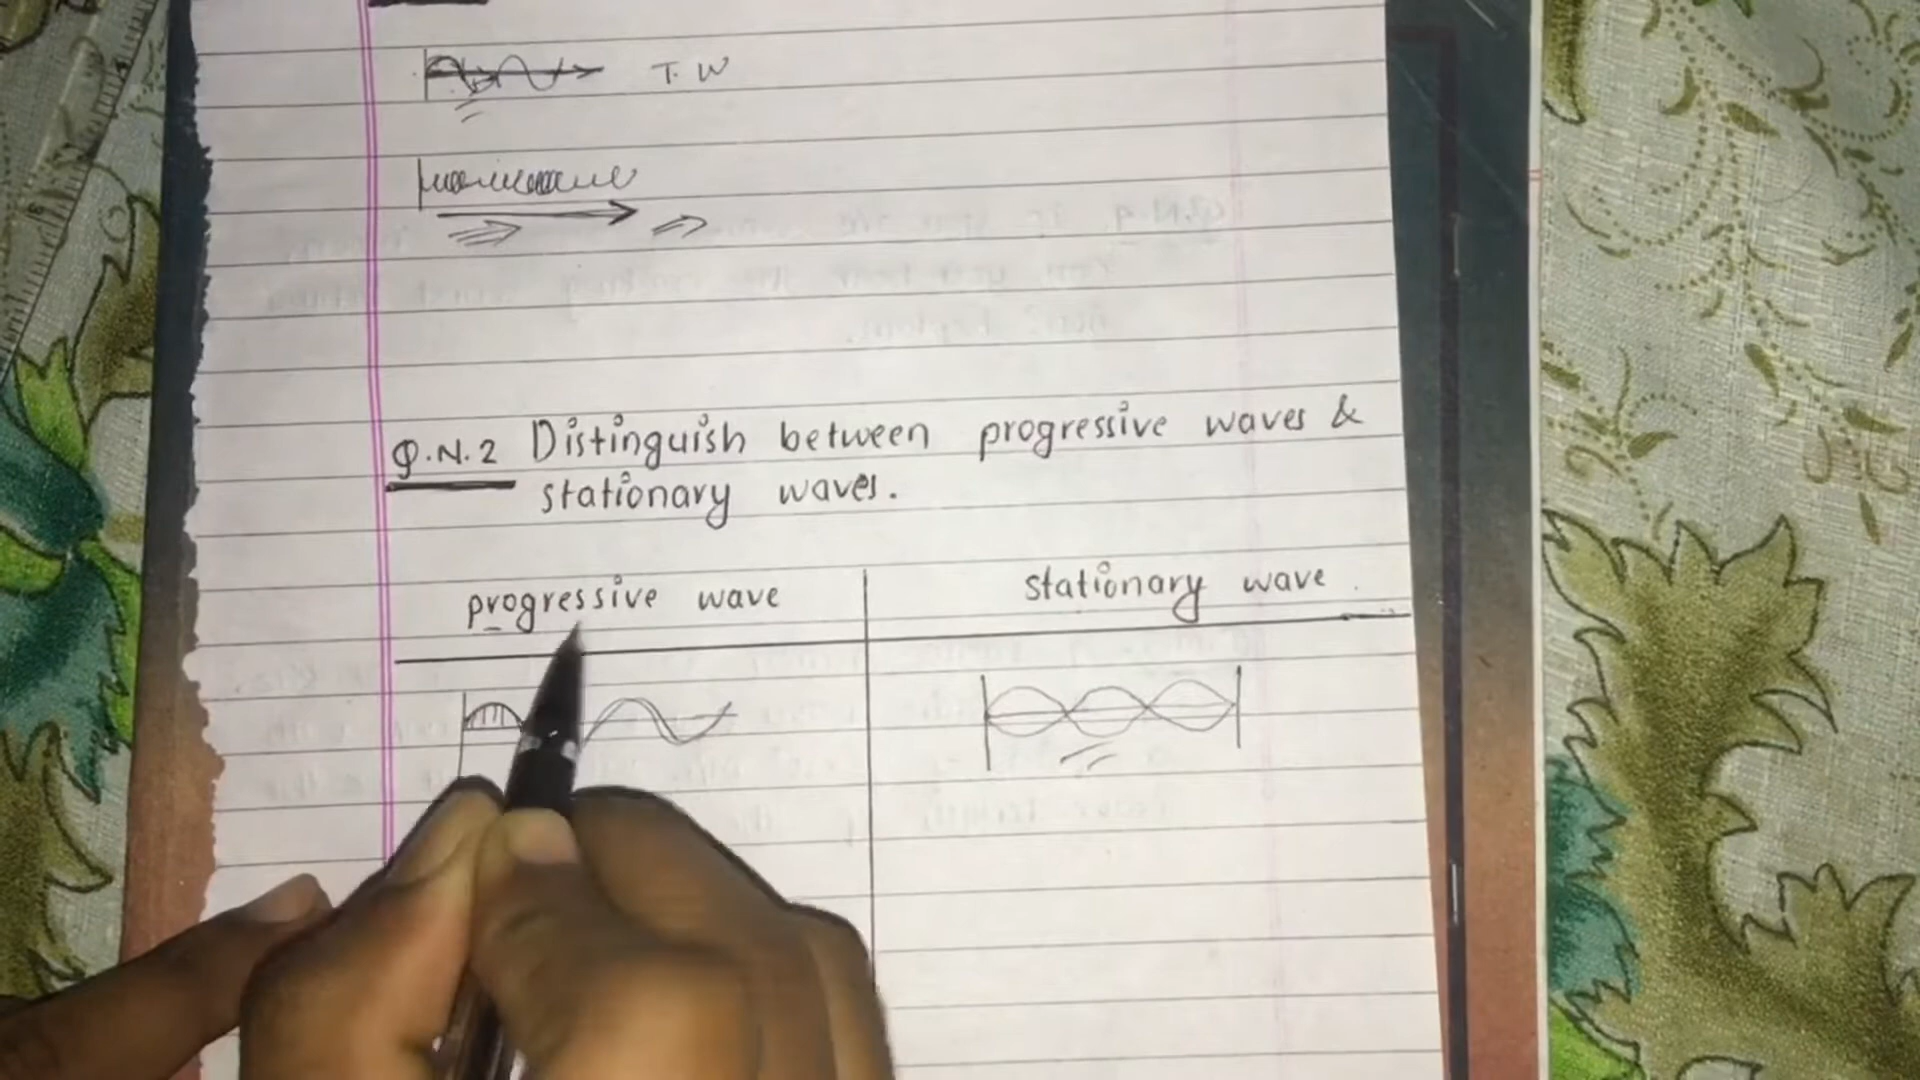 T. W
Q.N.2 Distinguish between progressive waves &
stationary waves.
progressive wave
stationary wave.